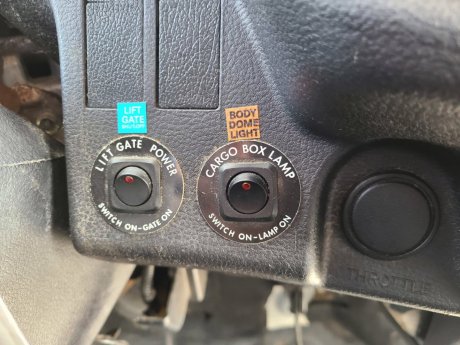 LIFT
GATE
BODY
DOME
LIGHT
LIFT GATE POWER
SWITCH ON-GATE ON
CARGO BOX LAMP
SWITCH ON-LAMP ON
THROTTLE